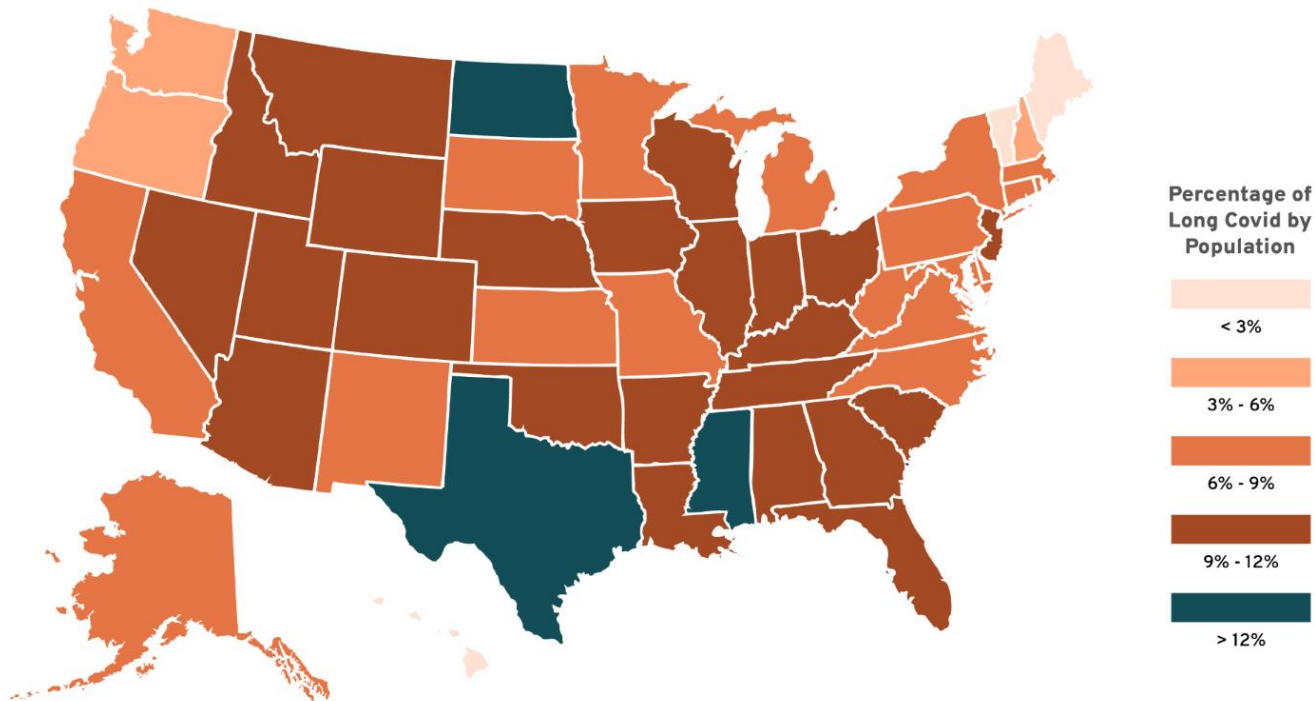 Percentage of
Long Covid by
Population
< 3%
3% - 6%
6% - 9%
9% - 12%
> 12%